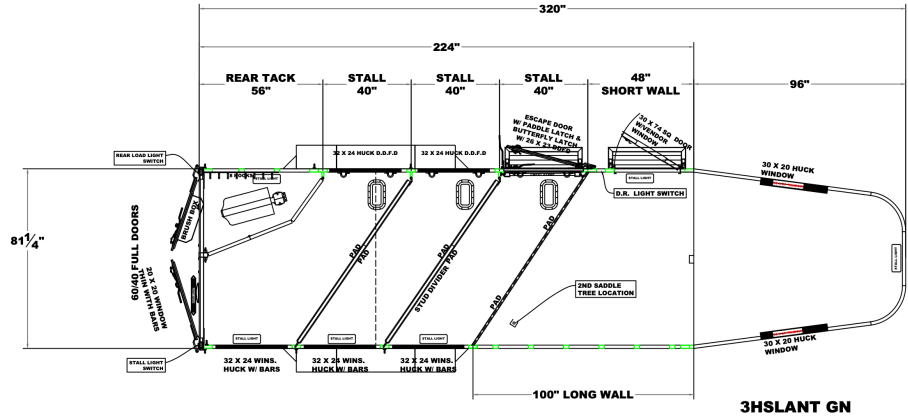 320"
224"
REAR TACK
56"
STALL
40"
STALL
40"
STALL
40"
48"
SHORT WALL
96"
ESCAPE DOOR
W/ PADDLE LATCH &
BUTTERFLY LATCH
30 X 74 SQ DOOR
W/VENDOR
WINDOW
REAR LOAD LIGHT
SWITCH
32 X 24 HUCK D.D.F.D
32 X 24 HUCK D.D.F.D
STALL LIGHT
STALL LIGHT
D.R. LIGHT SWITCH
30 X 20 HUCK
WINDOW
BRUSH BOX
81¼"
60/40 FULL DOORS
20 X 20 WINDOW
THIN WITH BARS
PAD
PAD
PAD
STUD DIVIDER PAD
PAD
2ND SADDLE
TREE LOCATION
STALL LIGHT
STALL LIGHT
STALL LIGHT
STALL LIGHT
STALL LIGHT
SWITCH
32 X 24 WINS.
HUCK W/ BARS
32 X 24 WINS.
HUCK W/ BARS
32 X 24 WINS.
HUCK W/ BARS
30 X 20 HUCK
WINDOW
100" LONG WALL
3HSLANT GN